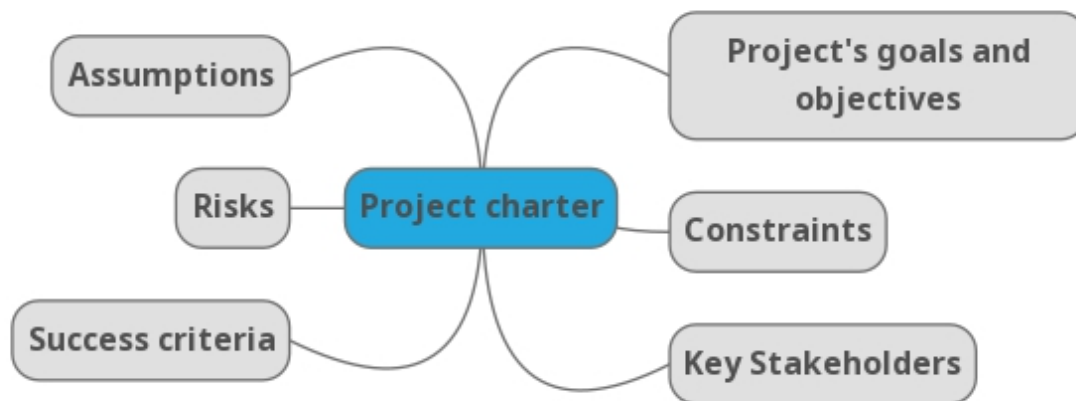 Project's goals and
objectives
Assumptions
Risks
Project charter
Constraints
Success criteria
Key Stakeholders